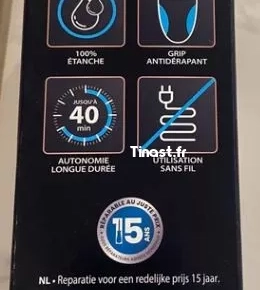 100%
ÉTANCHE
GRIP
ANTIDÉRAPANT
JUSQU'À
40
min
AUTONOMIE
LONGUE DURÉE
UTILISATION
SANS FIL
Tinast.fr
RÉPARABLE AU JUSTE PRIX
15
ANS
NL • Reparatie voor een redelijke prijs 15 jaar.